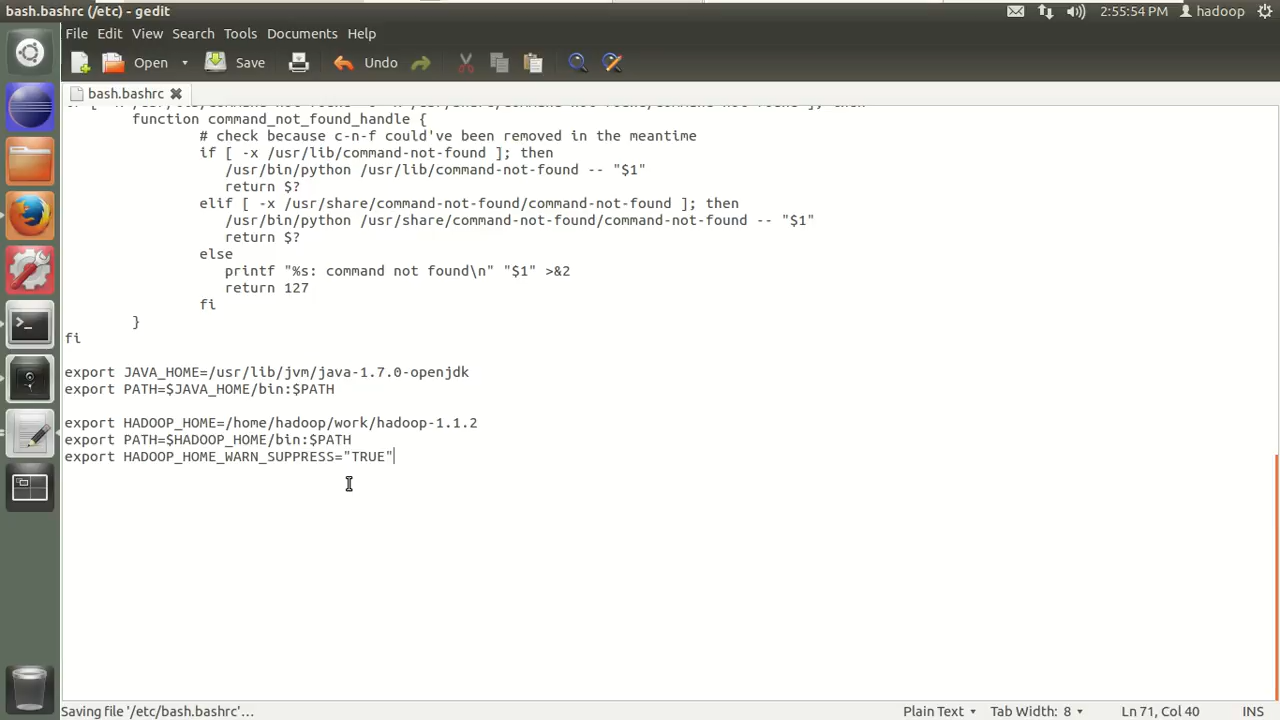 bash.bashrc (/etc) - gedit
2:55:54 PM hadoop
File Edit View Search Tools Documents Help
Open Save Undo
bash.bashrc
function command_not_found_handle {
# check because c-n-f could've been removed in the meantime
if [ -x /usr/lib/command-not-found ]; then
/usr/bin/python /usr/lib/command-not-found -- "$1"
return $?
elif [ -x /usr/share/command-not-found/command-not-found ]; then
/usr/bin/python /usr/share/command-not-found/command-not-found -- "$1"
return $?
else
printf "%s: command not found\n" "$1" >&2
return 127
fi
}
fi
export JAVA_HOME=/usr/lib/jvm/java-1.7.0-openjdk
export PATH=$JAVA_HOME/bin:$PATH
export HADOOP_HOME=/home/hadoop/work/hadoop-1.1.2
export PATH=$HADOOP_HOME/bin:$PATH
export HADOOP_HOME_WARN_SUPPRESS="TRUE"
Saving file '/etc/bash.bashrc'…
Plain Text Tab Width: 8 Ln 71, Col 40 INS